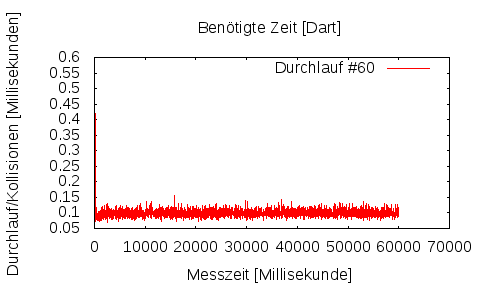 Benötigte Zeit [Dart]
Durchlauf/Kollisionen [Millisekunden]
Durchlauf #60
0.6
0.55
0.5
0.45
0.4
0.35
0.3
0.25
0.2
0.15
0.1
0.05
0 10000 20000 30000 40000 50000 60000 70000
Messzeit [Millisekunde]